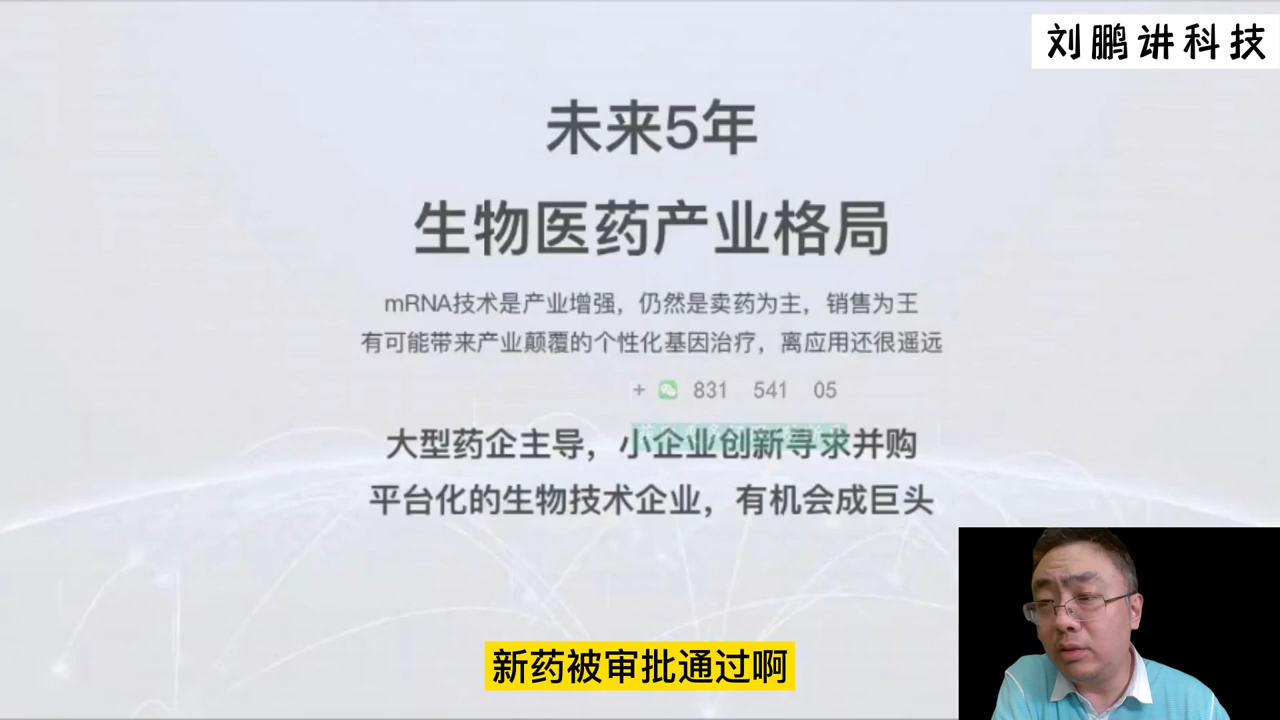 刘鹏讲科技
未来5年
生物医药产业格局
mRNA技术是产业增强，仍然是卖药为主，销售为王
有可能带来产业颠覆的个性化基因治疗，离应用还很遥远
+ 831 541 05
大型药企主导，小企业创新寻求并购
平台化的生物技术企业，有机会成巨头
新药被审批通过啊